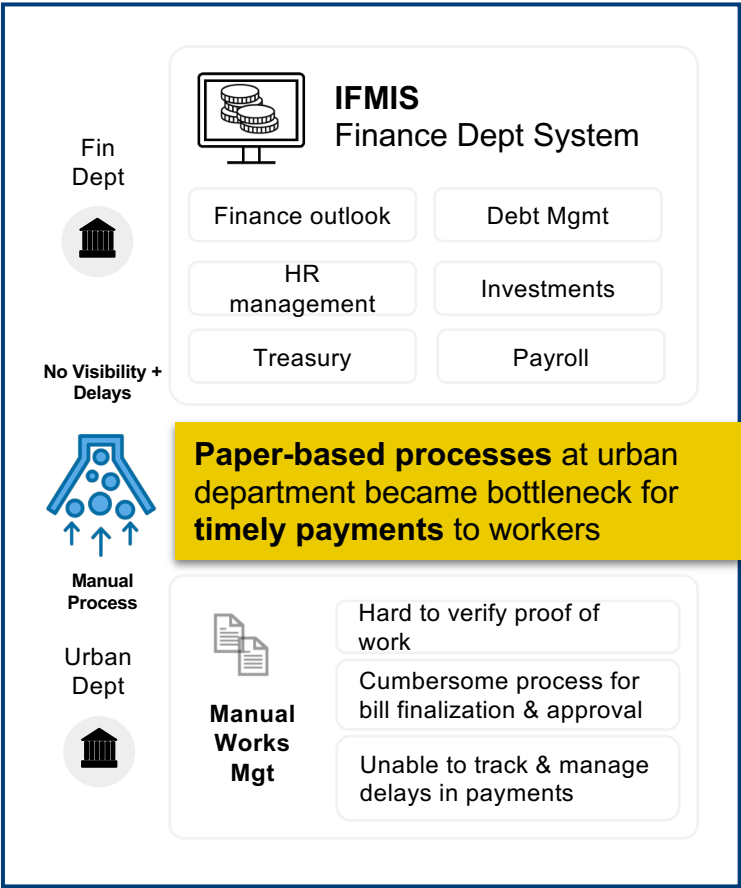 IFMIS
Finance Dept System
Fin
Dept
Finance outlook
Debt Mgmt
HR
management
Investments
Treasury
Payroll
No Visibility +
Delays
Paper-based processes at urban
department became bottleneck for
timely payments to workers
Manual
Process
Urban
Dept
Manual
Works
Mgt
Hard to verify proof of
work
Cumbersome process for
bill finalization & approval
Unable to track & manage
delays in payments